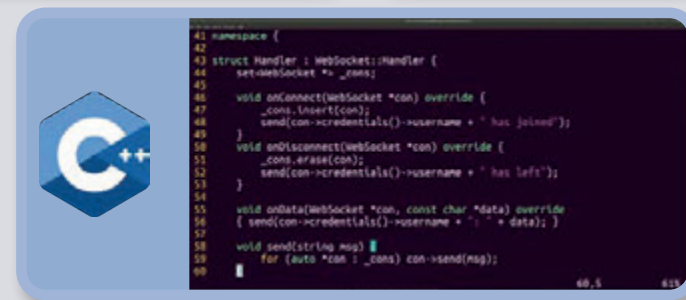 C++
41 namespace {
42
43 struct Handler : WebSocket::Handler {
44     set<WebSocket *> _cons;
45
46     void onConnect(WebSocket *con) override {
47         _cons.insert(con);
48         send(con->credentials()->username + " has joined");
49     }
50     void onDisconnect(WebSocket *con) override {
51         _cons.erase(con);
52         send(con->credentials()->username + " has left");
53     }
54
55     void onData(WebSocket *con, const char *data) override
56     { send(con->credentials()->username + ": " + data); }
57
58     void send(string msg) {
59         for (auto *con : _cons) con->send(msg);
60
60,5 61%